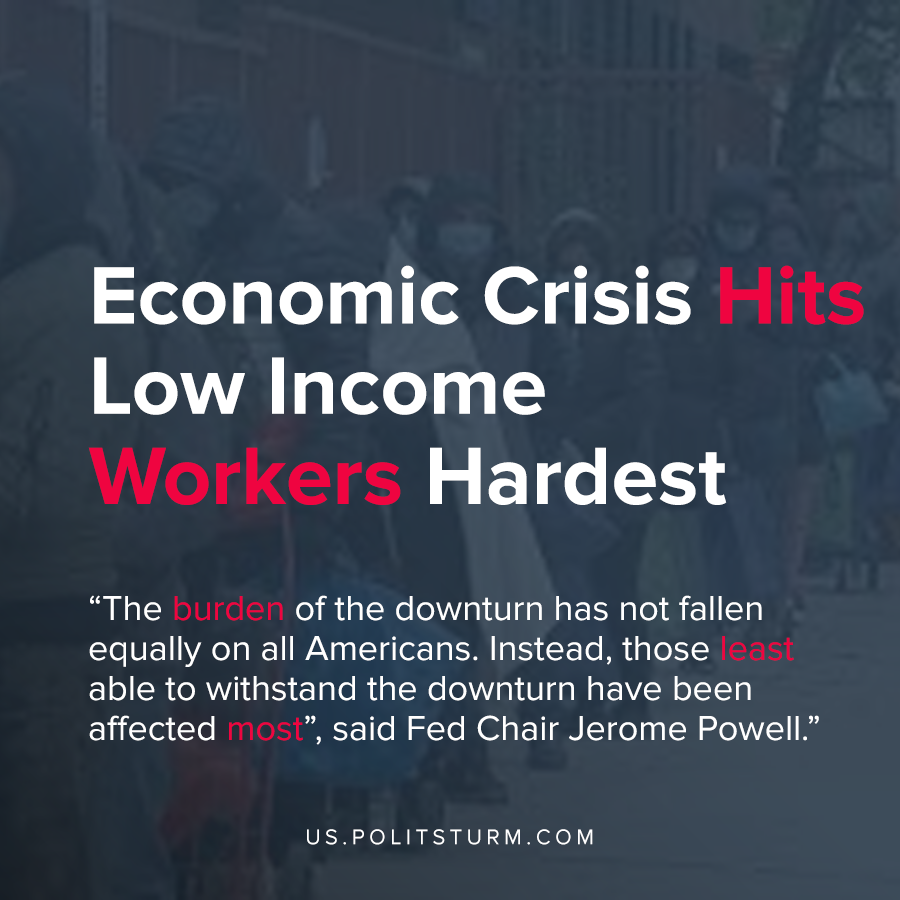 Economic Crisis Hits
Low Income
Workers Hardest
“The burden of the downturn has not fallen
equally on all Americans. Instead, those least
able to withstand the downturn have been
affected most”, said Fed Chair Jerome Powell.”
US.POLITSTURM.COM